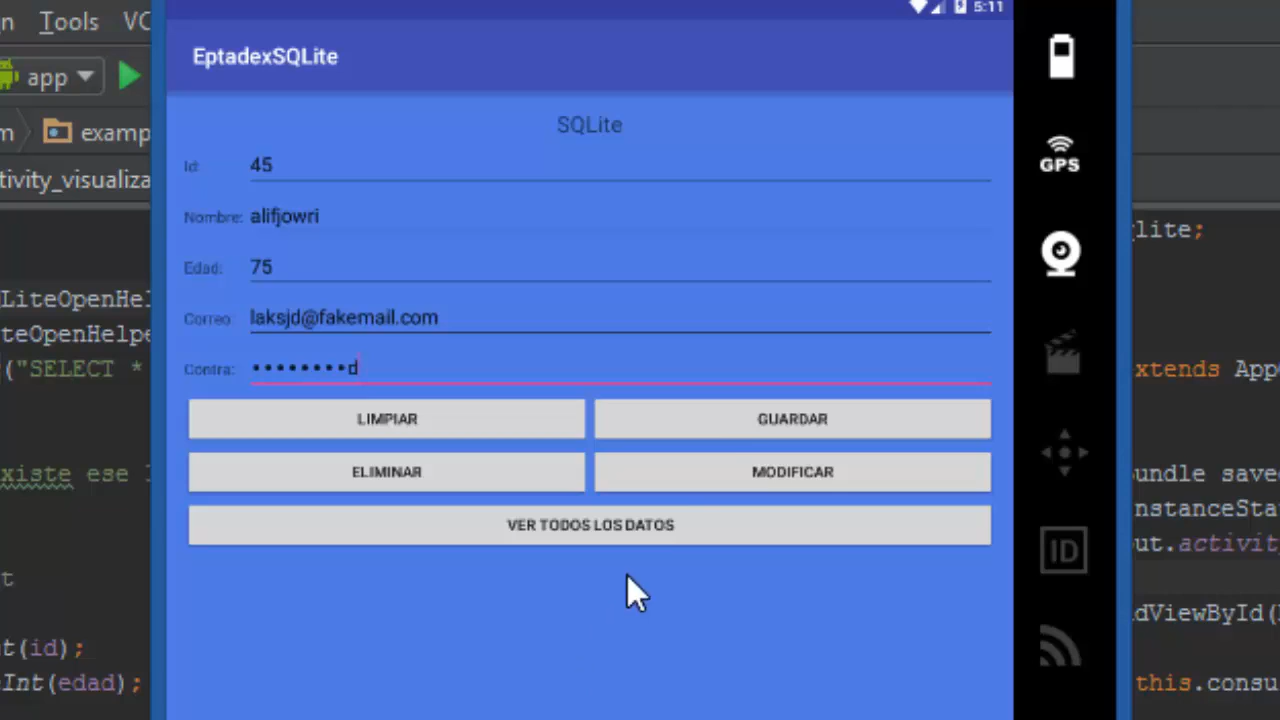 n Tools VC
5:11
app
EptadexSQLite
m examp
GPS
SQLite
tivity_visualiza
Id: 45
Nombre: alifjowri
glite;
Edad: 75
LiteOpenHel
Correo: laksjd@fakemail.com
teOpenHelpe
("SELECT *
Contra: ••••••••d
xtends App
LIMPIAR GUARDAR
xiste ese
ELIMINAR MODIFICAR
undle save
nstanceSta
VER TODOS LOS DATOS
ut.activit
ID
t
dViewById(
t(id);
Int(edad);
this.consu